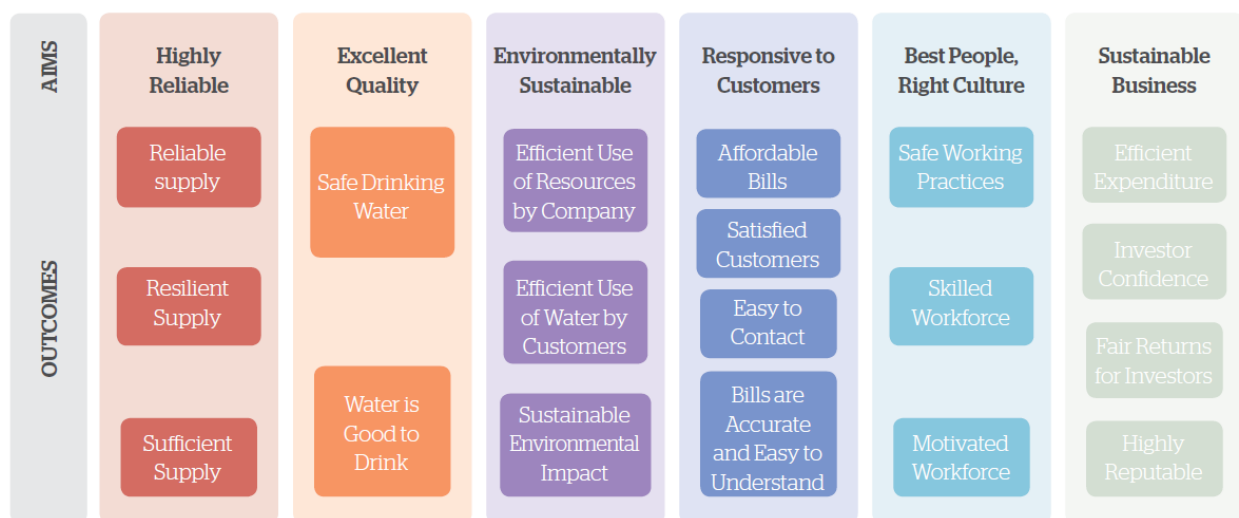 AIMS
Highly
Reliable
Excellent
Quality
Environmentally
Sustainable
Responsive to
Customers
Best People,
Right Culture
Sustainable
Business
OUTCOMES
Reliable
supply
Resilient
Supply
Sufficient
Supply
Safe Drinking
Water
Water is
Good to
Drink
Efficient Use
of Resources
by Company
Efficient Use
of Water by
Customers
Sustainable
Environmental
Impact
Affordable
Bills
Satisfied
Customers
Easy to
Contact
Bills are
Accurate
and Easy to
Understand
Safe Working
Practices
Skilled
Workforce
Motivated
Workforce
Efficient
Expenditure
Investor
Confidence
Fair Returns
for Investors
Highly
Reputable